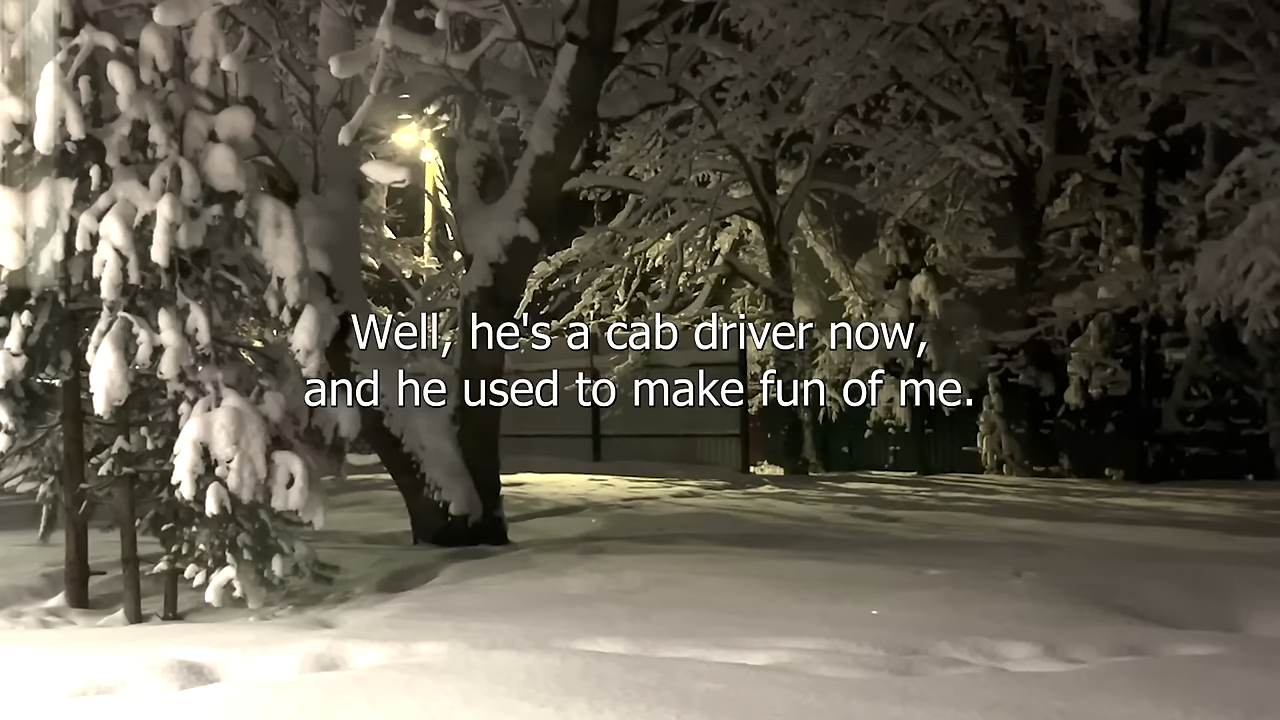 Well, he's a cab driver now,
and he used to make fun of me.